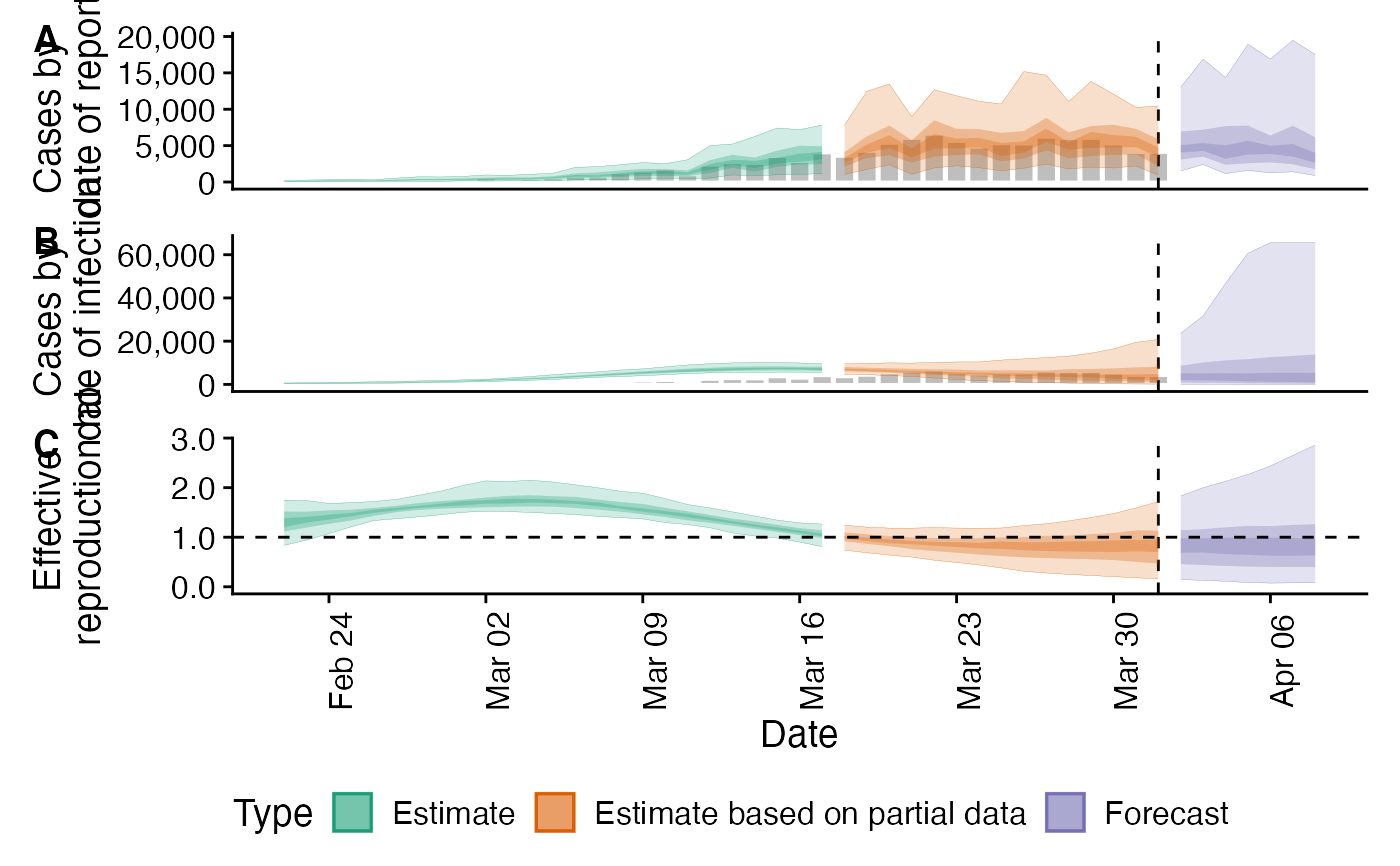 A
Cases by
date of report
20,000
15,000
10,000
5,000
0
B
Cases by
date of infection
60,000
40,000
20,000
0
C
Effective
reproduction no.
3.0
2.0
1.0
0.0
Feb 24
Mar 02
Mar 09
Mar 16
Mar 23
Mar 30
Apr 06
Date
Type
Estimate
Estimate based on partial data
Forecast